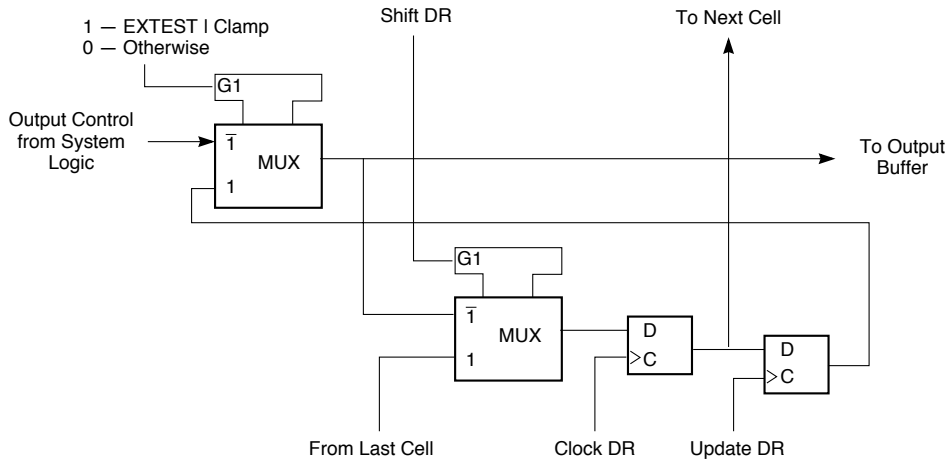 Shift DR
To Next Cell
1 — EXTEST | Clamp
0 — Otherwise
G1
Output Control
from System
Logic
1̅
MUX
1
To Output
Buffer
G1
1̅
MUX
1
D
C
D
C
From Last Cell
Clock DR
Update DR